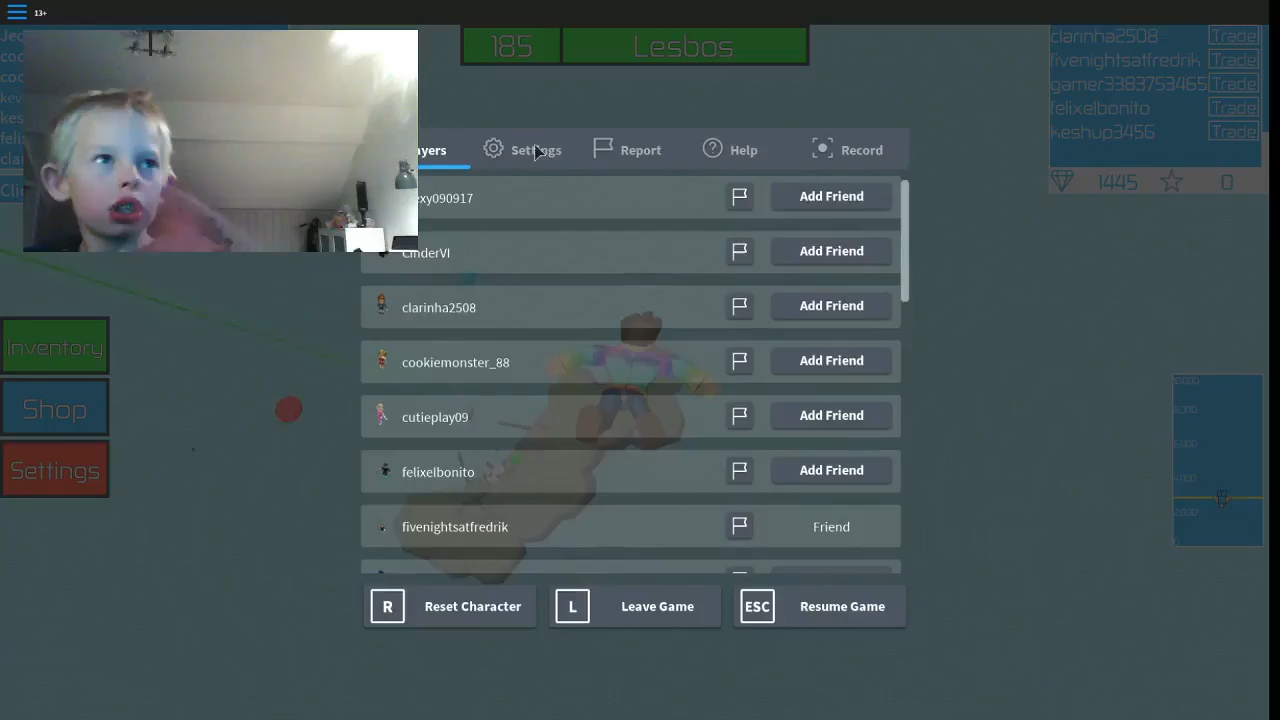 13+
185 Lesbos
clarinha2508 Trade
fivenightsatfredrik Trade
gamer3383753465 Trade
felixelbonito Trade
keshup3456 Trade
1445 0
Settings Report Help Record
Add Friend
CinderVI Add Friend
clarinha2508 Add Friend
cookiemonster_88 Add Friend
cutieplay09 Add Friend
felixelbonito Add Friend
fivenightsatfredrik Friend
Inventory
Shop
Settings
R Reset Character L Leave Game ESC Resume Game